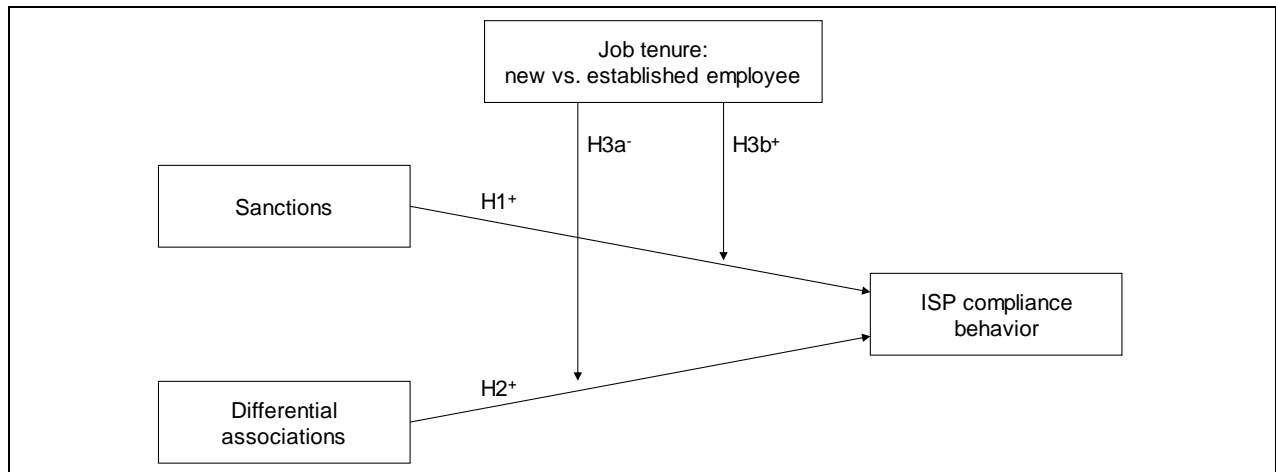 Job tenure:
new vs. established employee
H3a⁻
H3b⁺
Sanctions
H1⁺
ISP compliance
behavior
H2⁺
Differential
associations